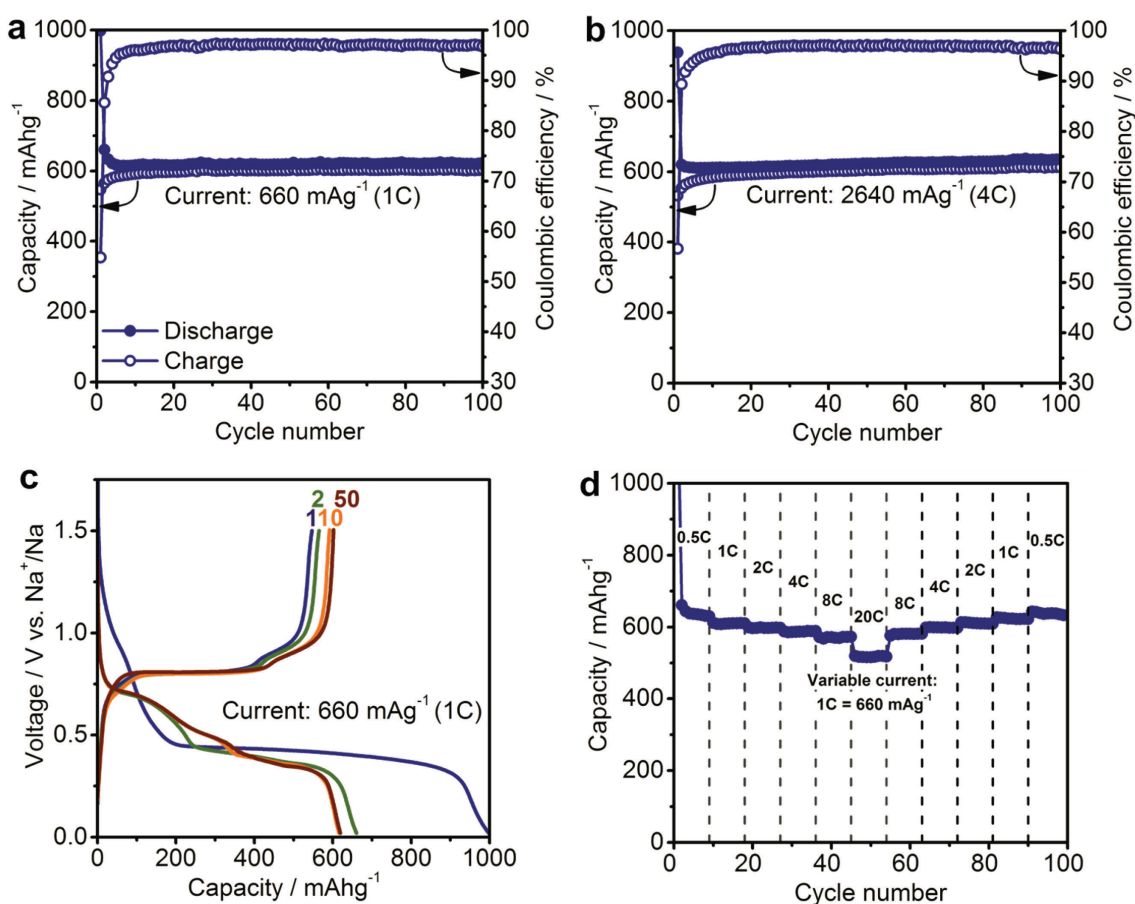 a
1000
800
600
400
200
0
Capacity / mAhg⁻¹
100
90
80
70
60
50
40
30
Coulombic efficiency / %
Current: 660 mAg⁻¹ (1C)
Discharge
Charge
0 20 40 60 80 100
Cycle number
b
1000
800
600
400
200
0
Capacity / mAhg⁻¹
100
90
80
70
60
50
40
30
Coulombic efficiency / %
Current: 2640 mAg⁻¹ (4C)
0 20 40 60 80 100
Cycle number
c
1.5
1.0
0.5
0.0
Voltage / V vs. Na⁺/Na
2 50
1 10
Current: 660 mAg⁻¹ (1C)
0 200 400 600 800 1000
Capacity / mAhg⁻¹
d
1000
800
600
400
200
0
Capacity / mAhg⁻¹
0.5C 1C 2C 4C 8C 20C 8C 4C 2C 1C 0.5C
Variable current:
1C = 660 mAg⁻¹
0 20 40 60 80 100
Cycle number